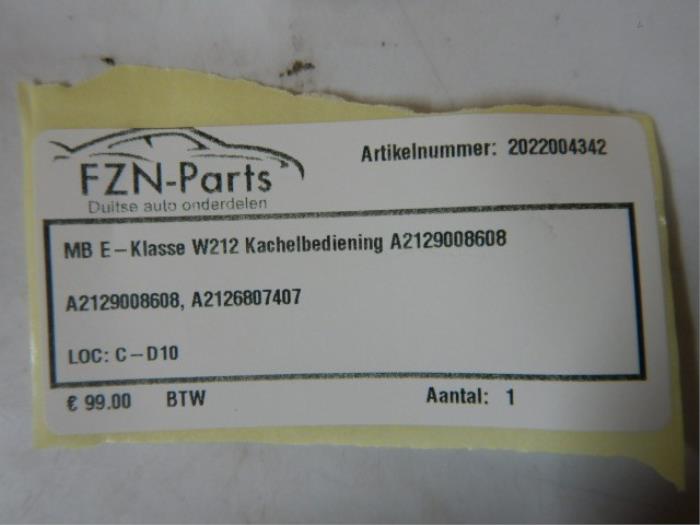 Artikelnummer: 2022004342
FZN-Parts
Duitse auto onderdelen
MB E-Klasse W212 Kachelbediening A2129008608
A2129008608, A2126807407
LOC: C-D10
€ 99.00 BTW Aantal: 1